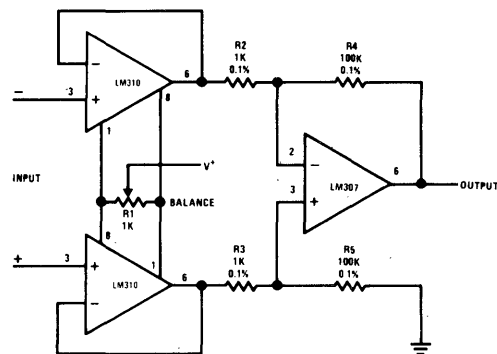 R2
1K
0.1%
R4
100K
0.1%
−
LM310
6
−
3
+
8
1
2
−
6
V+
LM307
OUTPUT
INPUT
3
+
R1
1K
BALANCE
8
1
+
3
+
6
R3
1K
0.1%
R5
100K
0.1%
LM310
−